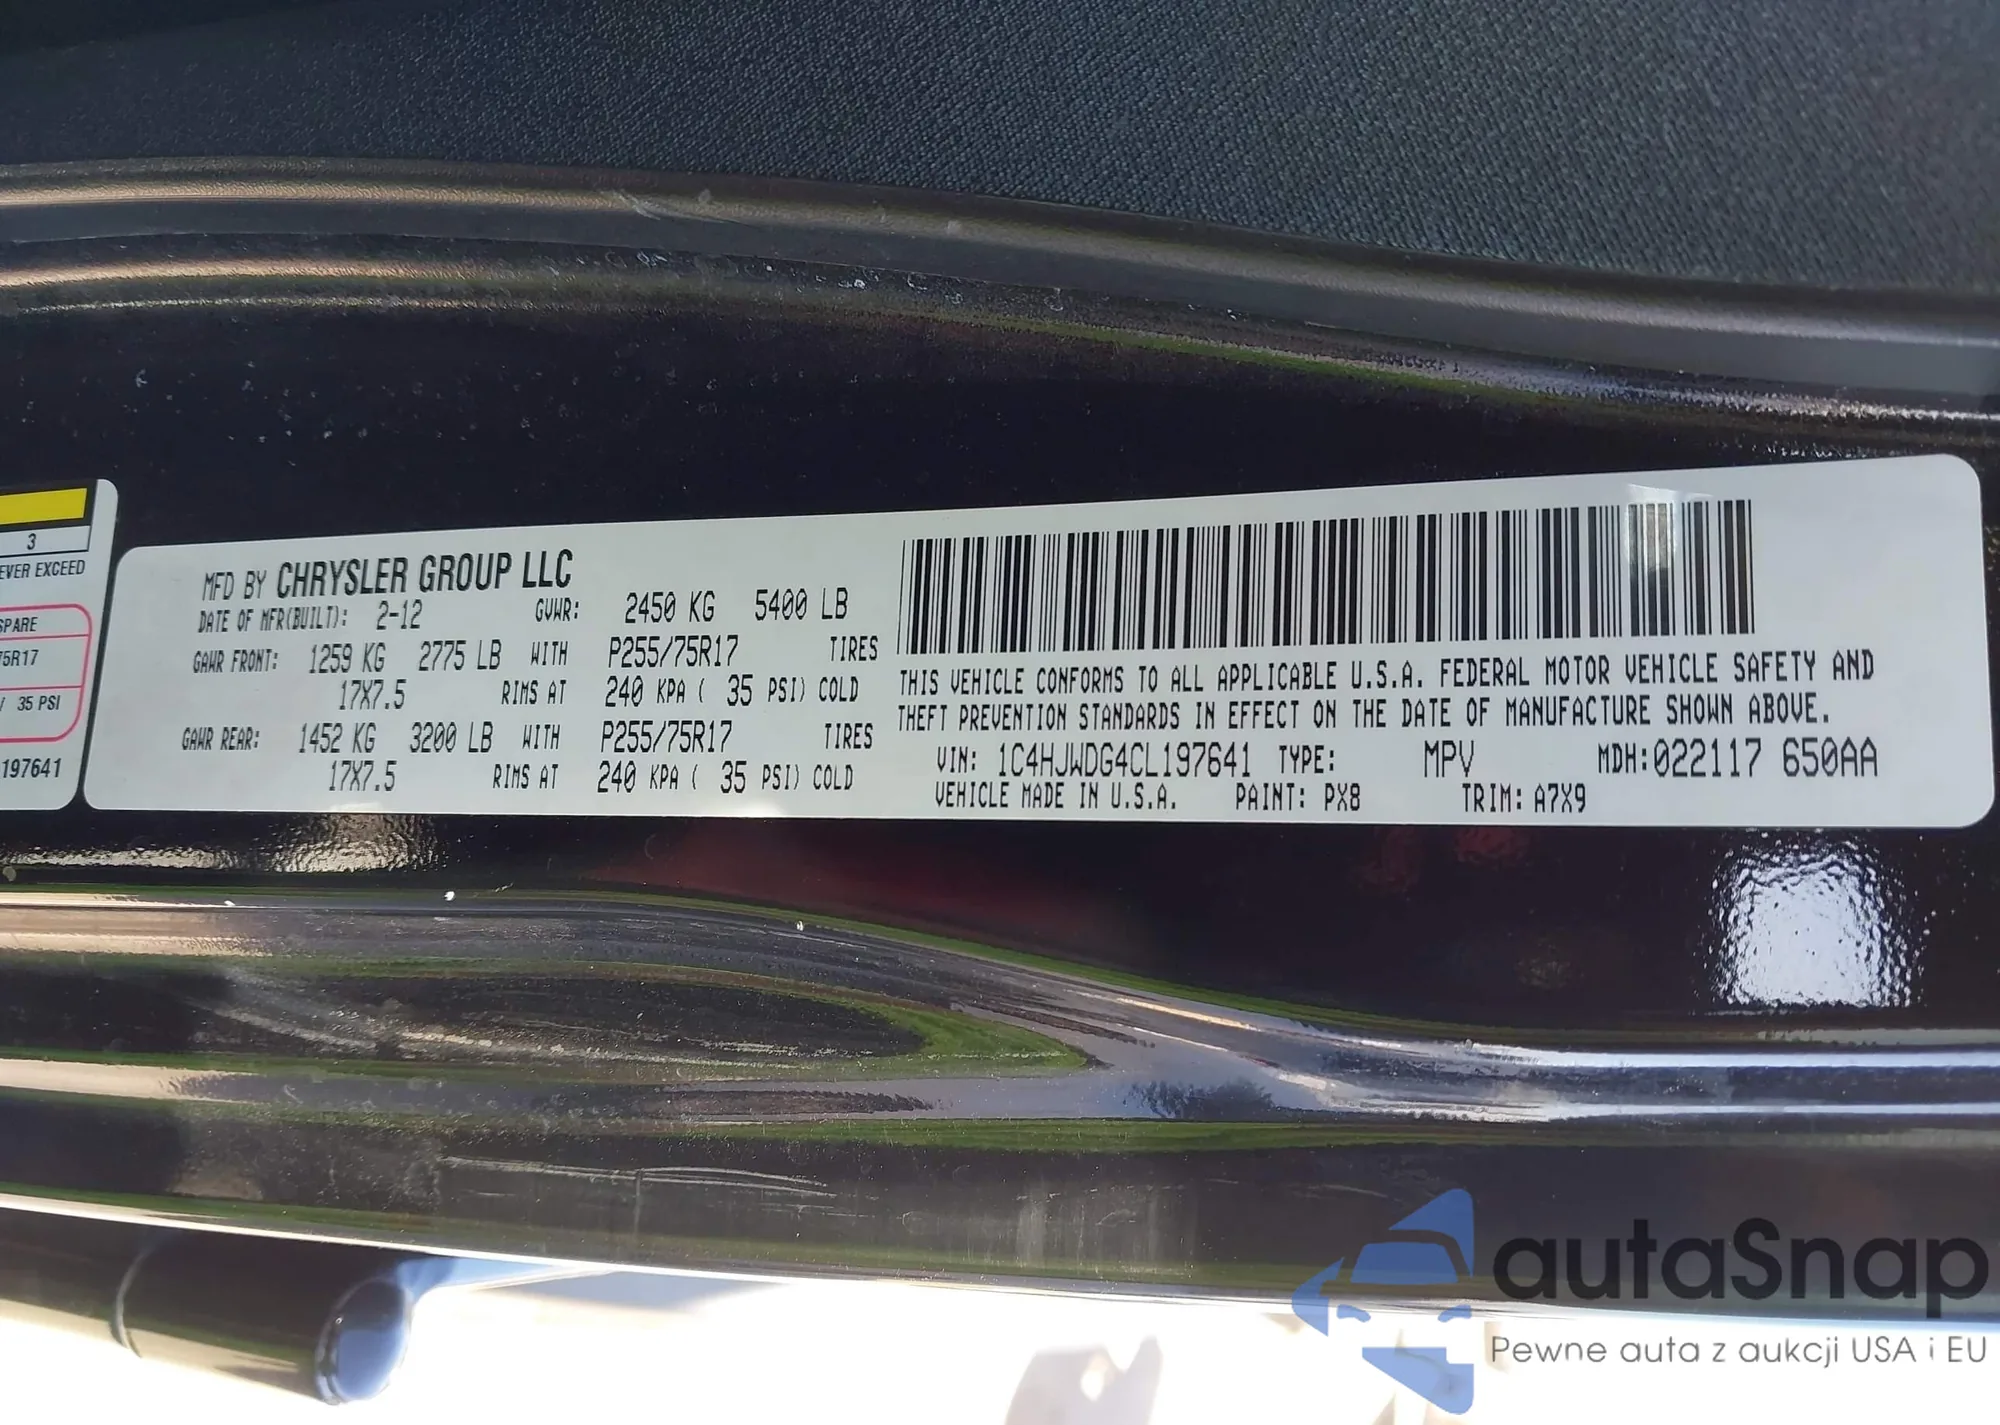 3
EVER EXCEED
SPARE
75R17
/ 35 PSI
197641
MFD BY CHRYSLER GROUP LLC
DATE OF MFR(BUILT): 2-12 GVWR: 2450 KG 5400 LB
GAWR FRONT: 1259 KG 2775 LB WITH P255/75R17 TIRES
17X7.5 RIMS AT 240 KPA ( 35 PSI) COLD
GAWR REAR: 1452 KG 3200 LB WITH P255/75R17 TIRES
17X7.5 RIMS AT 240 KPA ( 35 PSI) COLD
THIS VEHICLE CONFORMS TO ALL APPLICABLE U.S.A. FEDERAL MOTOR VEHICLE SAFETY AND
THEFT PREVENTION STANDARDS IN EFFECT ON THE DATE OF MANUFACTURE SHOWN ABOVE.
VIN: 1C4HJWDG4CL197641 TYPE: MPV MDH:022117 650AA
VEHICLE MADE IN U.S.A. PAINT: PX8 TRIM: A7X9
autaSnap
Pewne auta z aukcji USA i EU